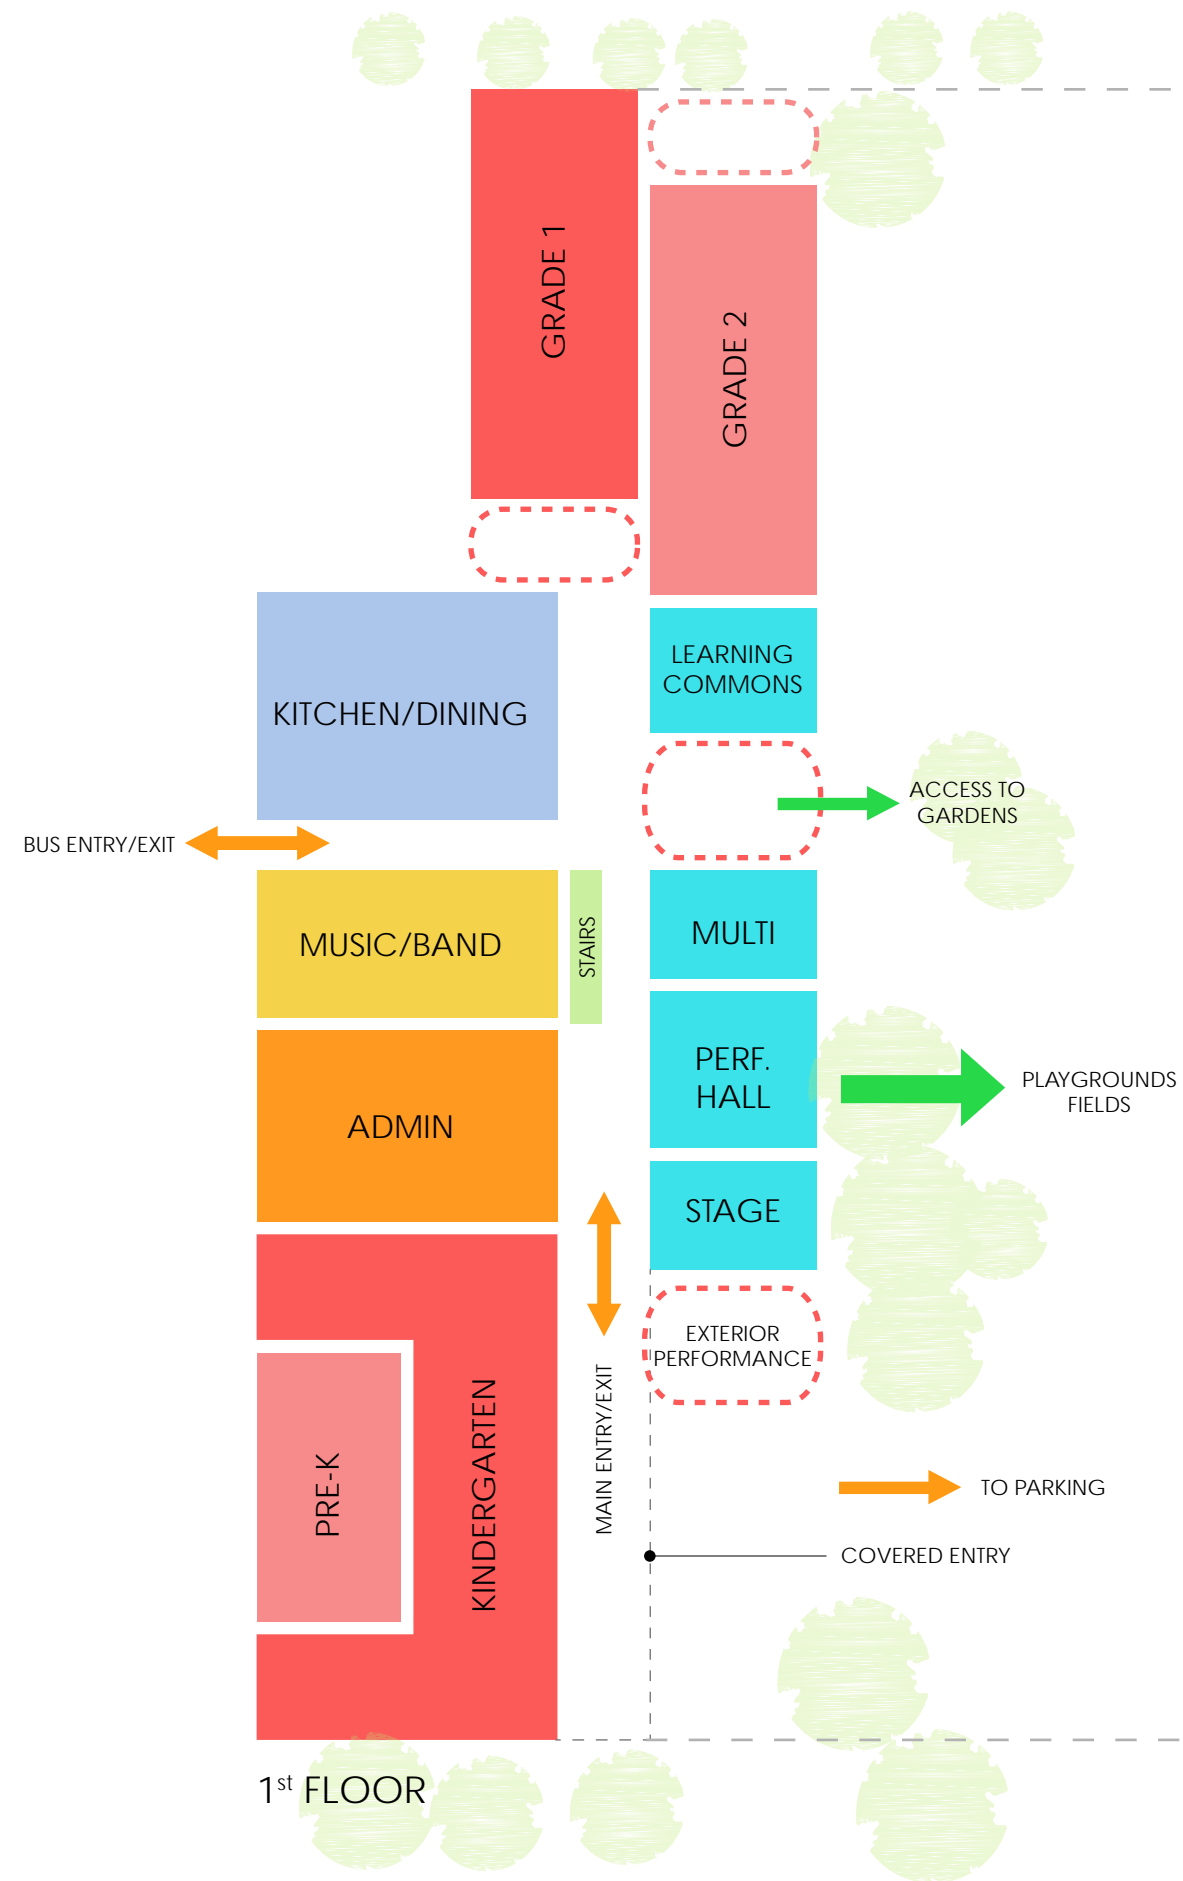 GRADE 1
GRADE 2
LEARNING
COMMONS
KITCHEN/DINING
ACCESS TO
GARDENS
BUS ENTRY/EXIT
MUSIC/BAND
STAIRS
MULTI
PERF.
HALL
PLAYGROUNDS
FIELDS
ADMIN
STAGE
EXTERIOR
PERFORMANCE
MAIN ENTRY/EXIT
PRE-K
KINDERGARTEN
TO PARKING
COVERED ENTRY
1st FLOOR